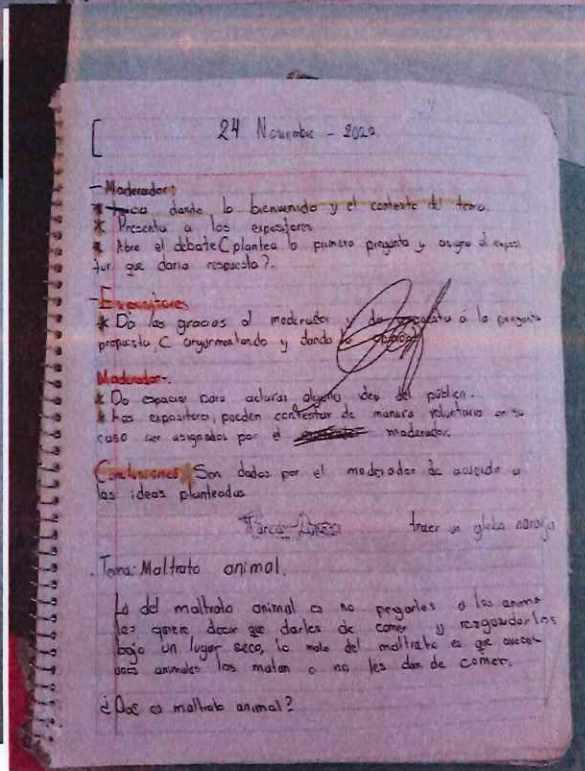 24 Noviembre - 2022
- Moderador:
* Inicia dando la bienvenida y el contexto del tema.
* Presenta a los expositores
* Abre el debate C plantea la primera pregunta y asigna al exposi
tor que daria respuesta?.
- Expositores
* Da las gracias al moderador y da respuesta a la pregunta
propuesta, C argumentando y dando
Moderador-.
* Da espacio para aclarar alguna idea del público.
* Los expositores, pueden contestar de manera voluntaria en su
caso ser asignados por el moderador.
Conclusiones Son dadas por el moderador de acuerdo a
las ideas planteadas
traer un globo naranja
. Tema: Maltrato animal.
Lo del maltrato animal es no pegarles a los anima
les quiere decir que darles de comer y resguardarlos
bajo un lugar seco, lo malo del maltrato es que aveces
unos animales los matan o no les dan de comer.
¿Que es maltrato animal?